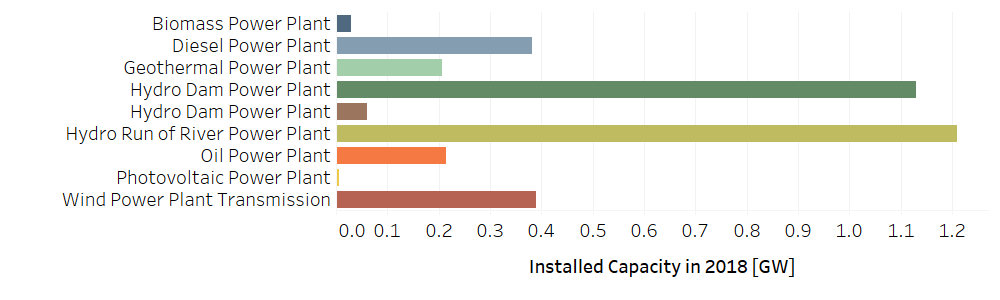 Biomass Power Plant
Diesel Power Plant
Geothermal Power Plant
Hydro Dam Power Plant
Hydro Dam Power Plant
Hydro Run of River Power Plant
Oil Power Plant
Photovoltaic Power Plant
Wind Power Plant Transmission
0.0 0.1 0.2 0.3 0.4 0.5 0.6 0.7 0.8 0.9 1.0 1.1 1.2
Installed Capacity in 2018 [GW]